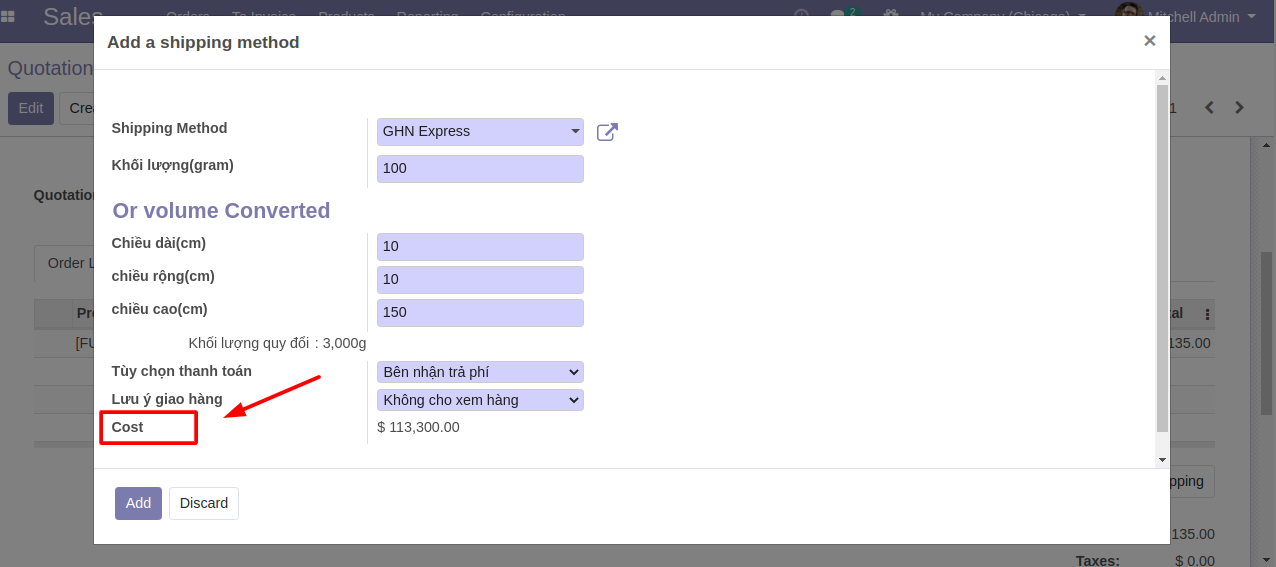 Sales
Orders To Invoice Products Reporting Configuration 2 My Company (Chicago) Mitchell Admin
Add a shipping method ×
Quotation
Edit
1
Shipping Method GHN Express
Khối lượng(gram) 100
Quotation
Or volume Converted
Chiều dài(cm) 10
Order L
chiều rộng(cm) 10
chiều cao(cm) 150
Pr
al
Khối lượng quy đổi : 3,000g
[FU
135.00
Tùy chọn thanh toán Bên nhận trả phí
Lưu ý giao hàng Không cho xem hàng
Cost $ 113,300.00
pping
Add Discard
135.00
Taxes: $ 0.00